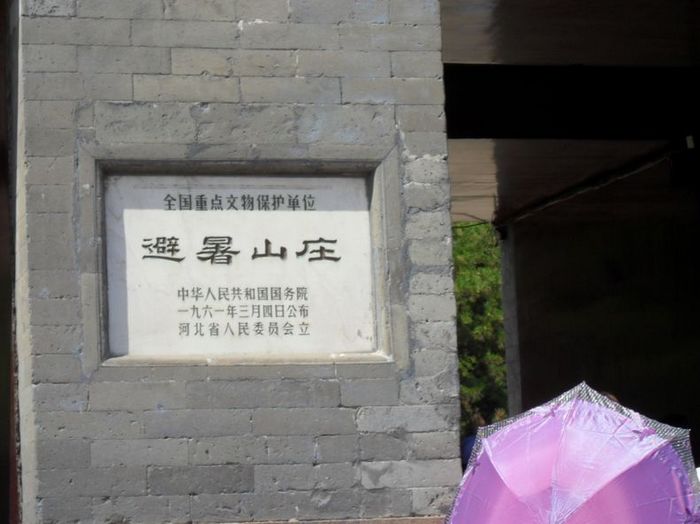 全国重点文物保护单位
避暑山庄
中华人民共和国国务院
一九六一年三月四日公布
河北省人民委员会立